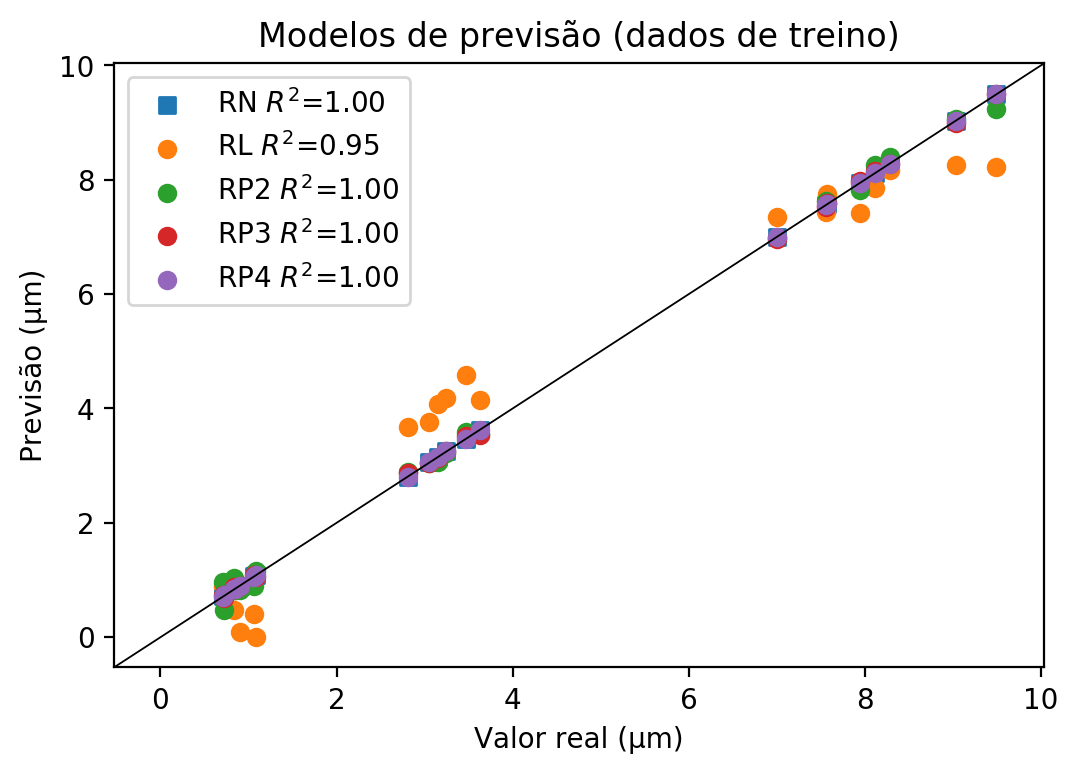 Modelos de previsão (dados de treino)
10
8
6
4
2
0
Previsão (μm)
RN R²=1.00
RL R²=0.95
RP2 R²=1.00
RP3 R²=1.00
RP4 R²=1.00
0 2 4 6 8 10
Valor real (μm)